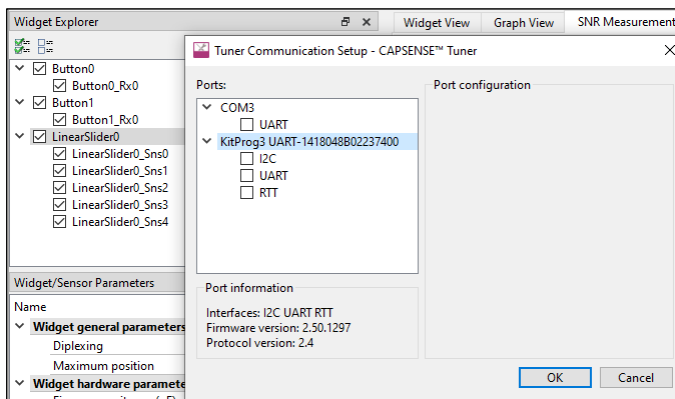 Widget Explorer
Widget View
Graph View
SNR Measurement
Button0
Button0_Rx0
Button1
Button1_Rx0
LinearSlider0
LinearSlider0_Sns0
LinearSlider0_Sns1
LinearSlider0_Sns2
LinearSlider0_Sns3
LinearSlider0_Sns4
Widget/Sensor Parameters
Name
Widget general parameters
Diplexing
Maximum position
Widget hardware paramete
Tuner Communication Setup - CAPSENSE™ Tuner
Ports:
COM3
UART
KitProg3 UART-1418048B02237400
I2C
UART
RTT
Port information
Interfaces: I2C UART RTT
Firmware version: 2.50.1297
Protocol version: 2.4
Port configuration
OK
Cancel